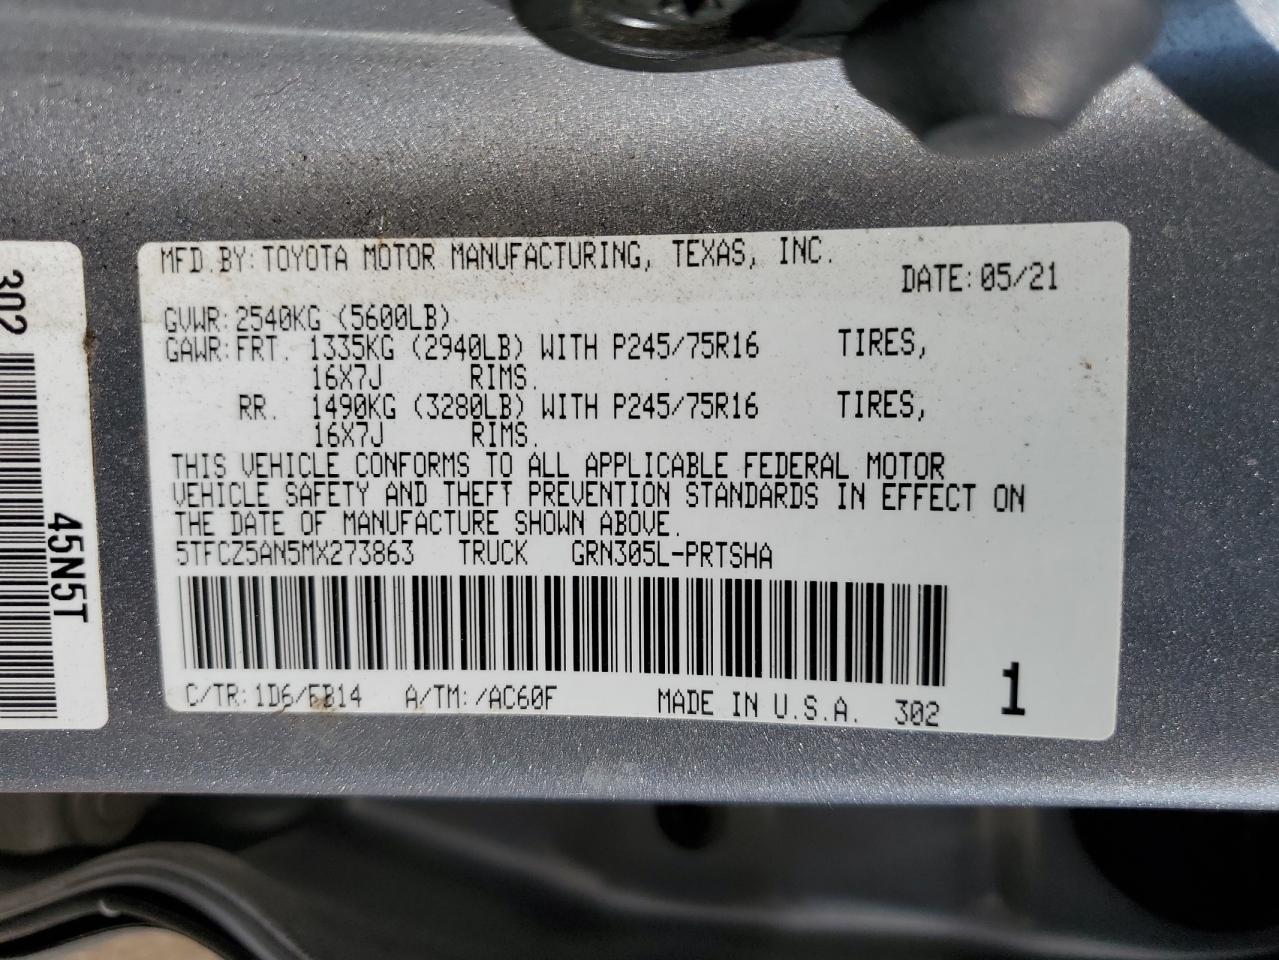 MFD.BY: TOYOTA MOTOR MANUFACTURING, TEXAS, INC.
DATE: 05/21
GVWR: 2540KG (5600LB)
GAWR: FRT. 1335KG (2940LB) WITH P245/75R16 TIRES,
16X7J RIMS.
RR. 1490KG (3280LB) WITH P245/75R16 TIRES,
16X7J RIMS.
THIS VEHICLE CONFORMS TO ALL APPLICABLE FEDERAL MOTOR
VEHICLE SAFETY AND THEFT PREVENTION STANDARDS IN EFFECT ON
THE DATE OF MANUFACTURE SHOWN ABOVE.
5TFCZ5AN5MX273863 TRUCK GRN305L-PRTSHA
C/TR: 1D6/FB14 A/TM: /AC60F MADE IN U.S.A. 302 1
302
45N5T